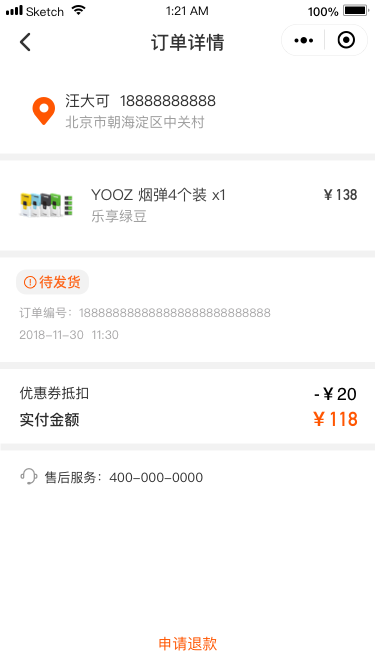 Sketch 1:21 AM 100%
订单详情
汪大可 18888888888
北京市朝海淀区中关村
YOOZ 烟弹4个装 x1 ¥138
乐享绿豆
待发货
订单编号：1888888888888888888888888888
2018-11-30 11:30
优惠券抵扣 -¥20
实付金额 ¥118
售后服务：400-000-0000
申请退款